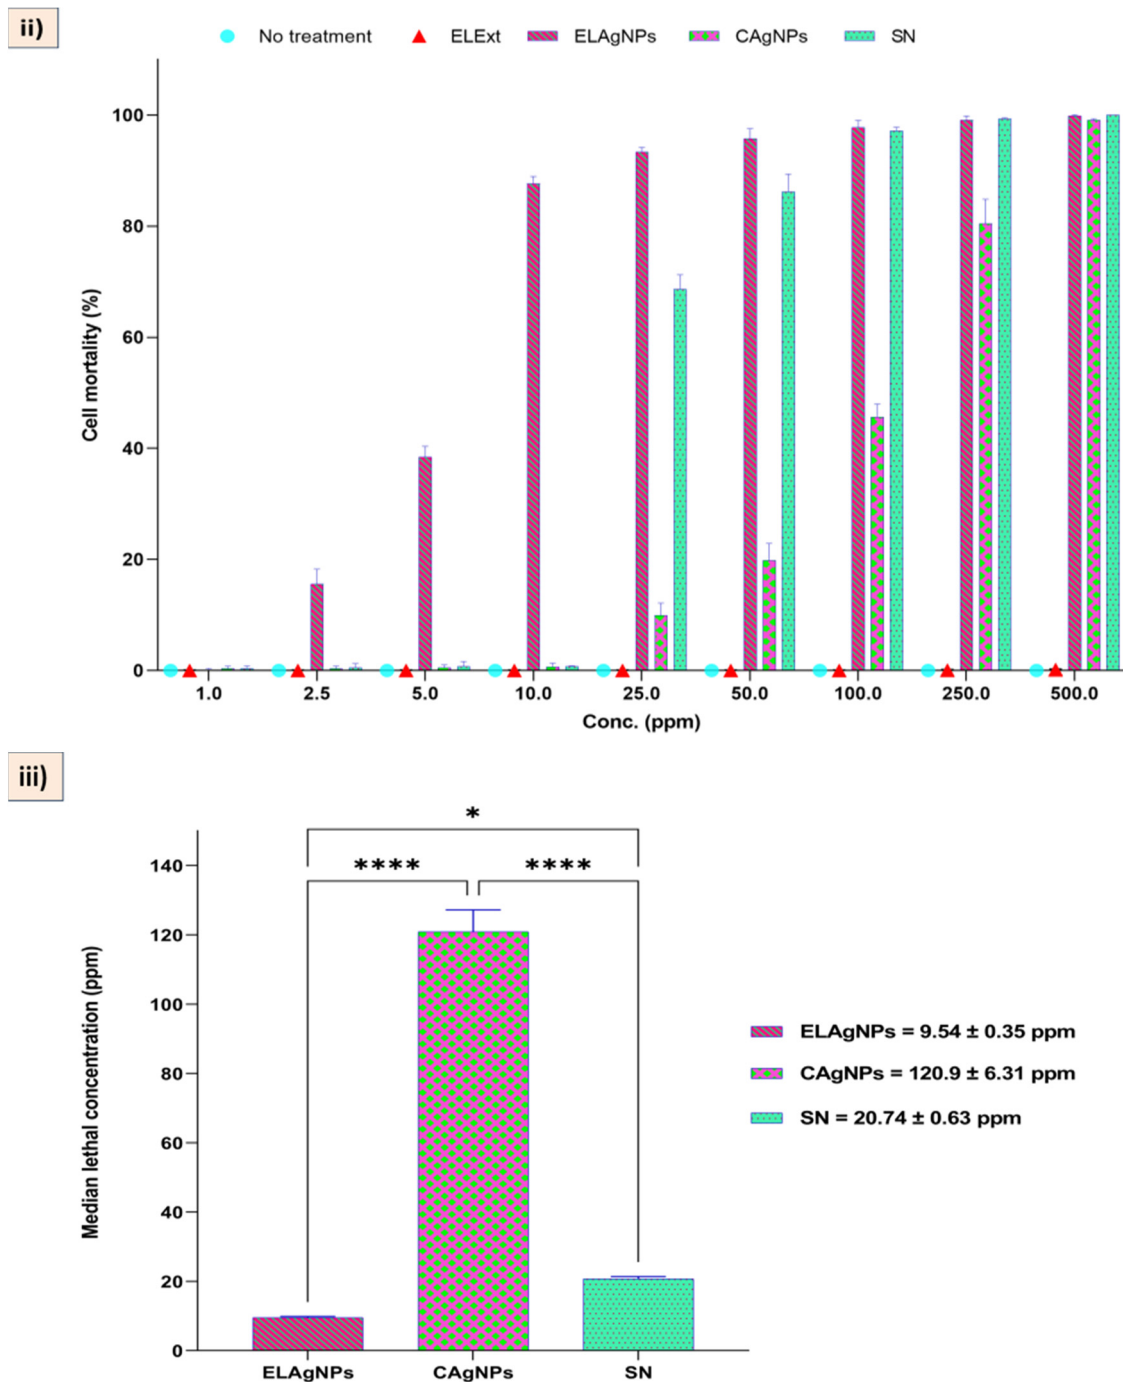 ii)
No treatment ELExt ELAgNPs CAgNPs SN
100
80
60
40
20
0
Cell mortality (%)
1.0 2.5 5.0 10.0 25.0 50.0 100.0 250.0 500.0
Conc. (ppm)
iii)
*
**** ****
140
120
100
80
60
40
20
0
Median lethal concentration (ppm)
ELAgNPs = 9.54 ± 0.35 ppm
CAgNPs = 120.9 ± 6.31 ppm
SN = 20.74 ± 0.63 ppm
ELAgNPs CAgNPs SN